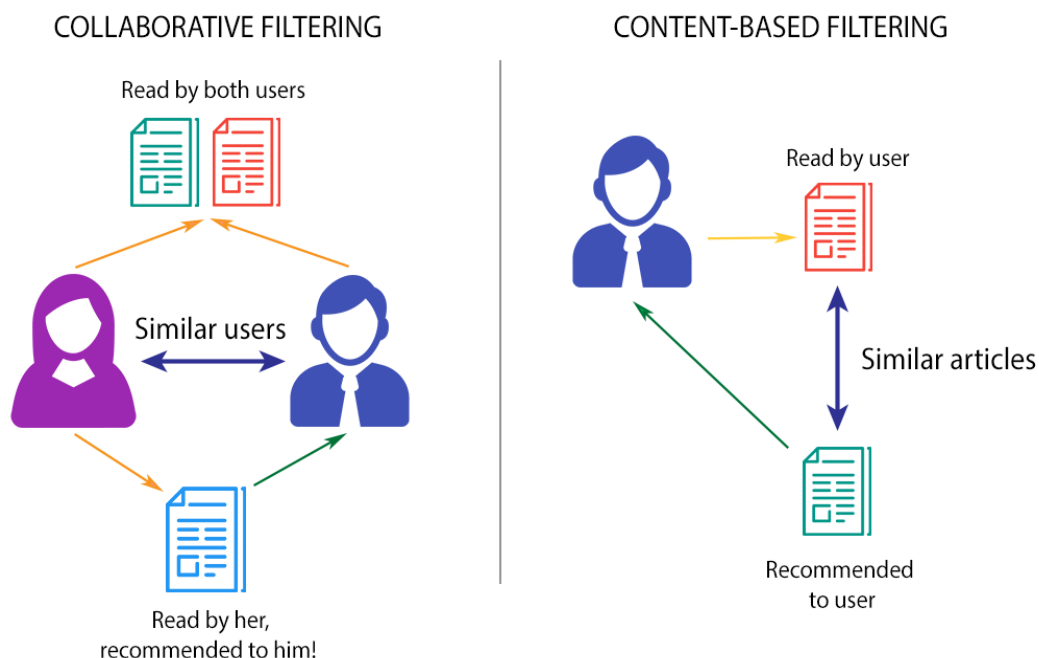 COLLABORATIVE FILTERING
Read by both users
Similar users
Read by her,
recommended to him!
CONTENT-BASED FILTERING
Read by user
Similar articles
Recommended
to user